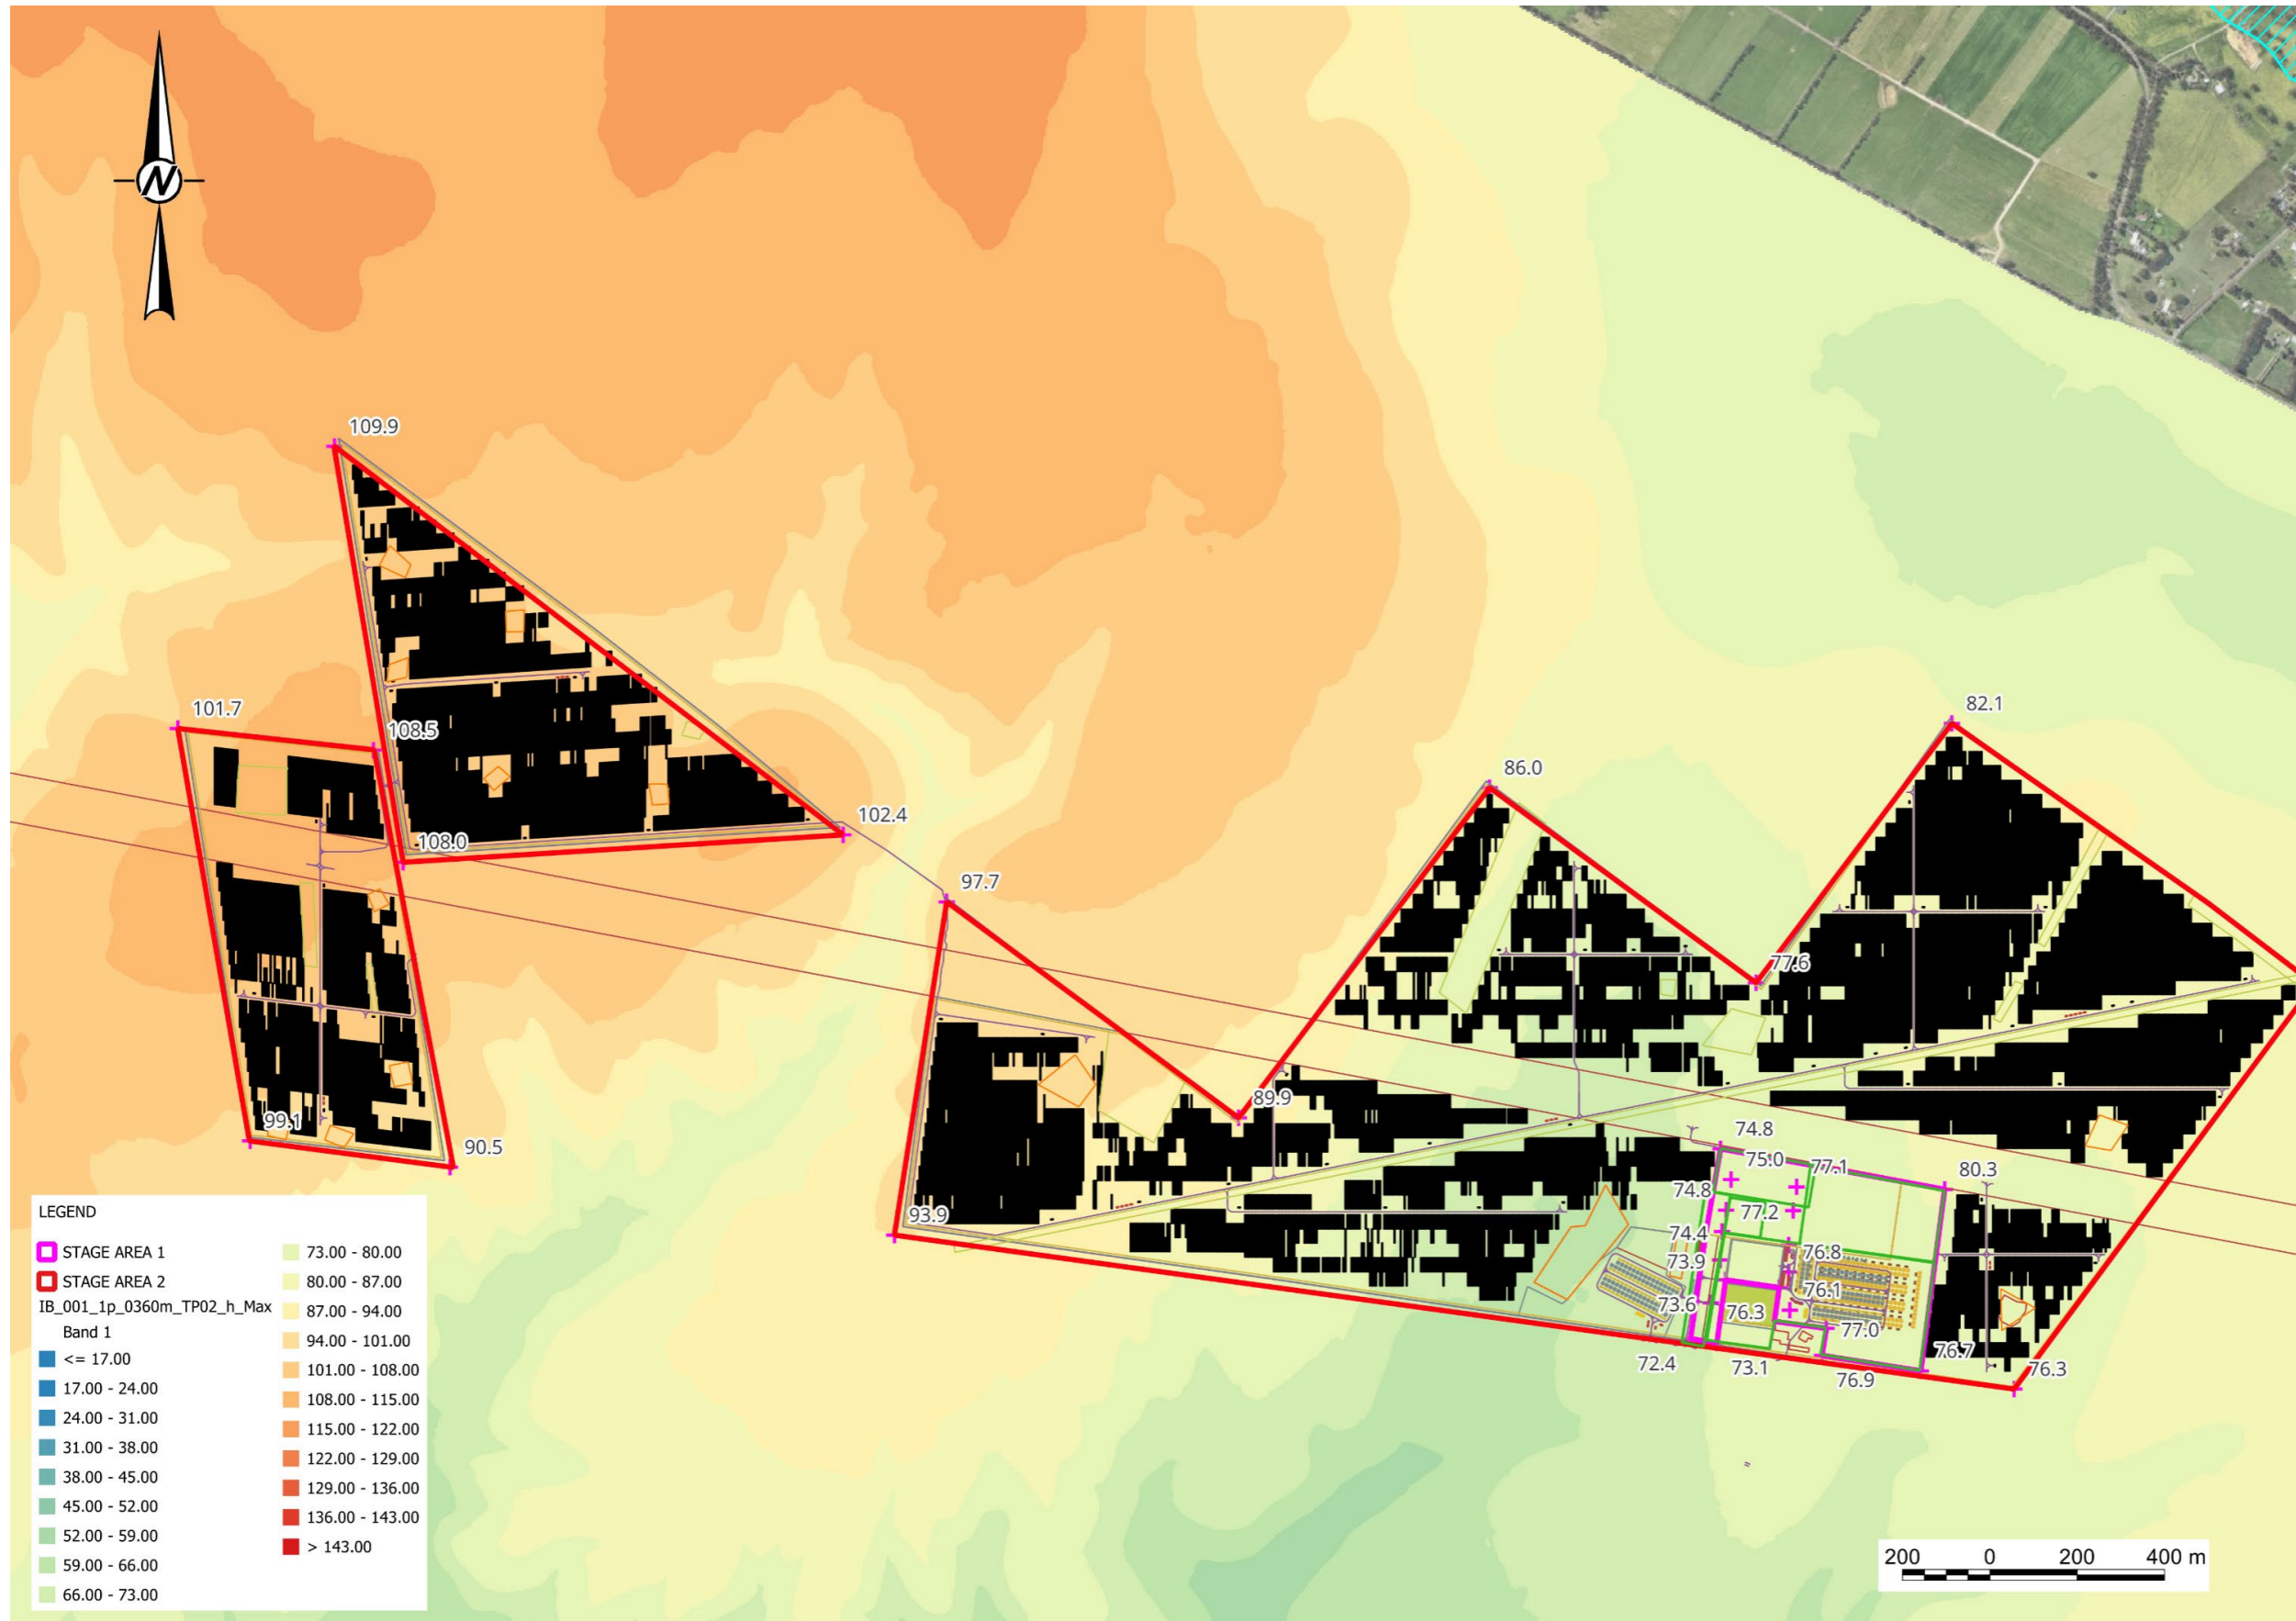 N
109.9
101.7
108.5
82.1
86.0
102.4
108.0
97.7
77.6
89.9
99.1
74.8
90.5
75.0
77.1
80.3
74.8
93.9
77.2
74.4
76.8
73.9
76.1
73.6
76.3
77.0
76.7
72.4
73.1
76.9
76.3
LEGEND
STAGE AREA 1
STAGE AREA 2
IB_001_1p_0360m_TP02_h_Max
Band 1
<= 17.00
17.00 - 24.00
24.00 - 31.00
31.00 - 38.00
38.00 - 45.00
45.00 - 52.00
52.00 - 59.00
59.00 - 66.00
66.00 - 73.00
73.00 - 80.00
80.00 - 87.00
87.00 - 94.00
94.00 - 101.00
101.00 - 108.00
108.00 - 115.00
115.00 - 122.00
122.00 - 129.00
129.00 - 136.00
136.00 - 143.00
> 143.00
200 0 200 400 m